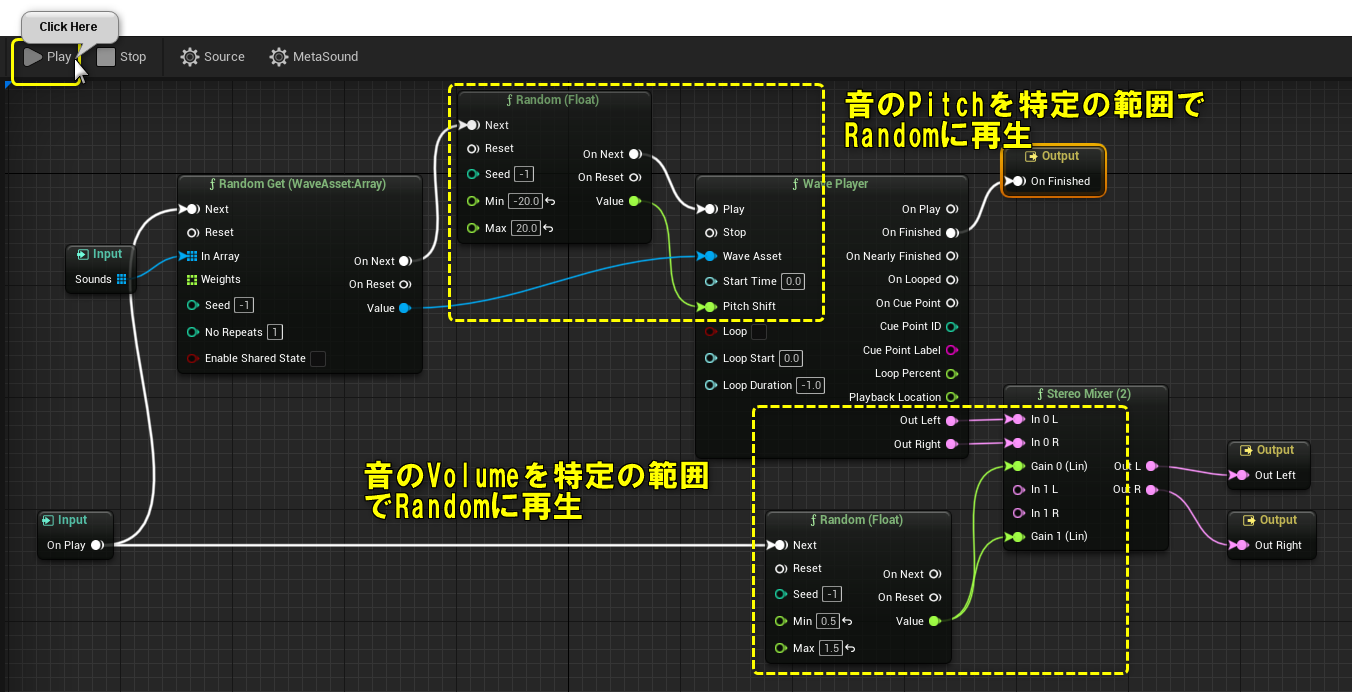 Click Here
Play
Stop
Source
MetaSound
音のPitchを特定の範囲で
Randomに再生
Random (Float)
Next
Reset
Seed -1
Min -20.0
Max 20.0
On Next
On Reset
Value
Output
On Finished
Random Get (WaveAsset:Array)
Next
Reset
In Array
Weights
Seed -1
No Repeats 1
Enable Shared State
On Next
On Reset
Value
Input
Sounds
Wave Player
Play
Stop
Wave Asset
Start Time 0.0
Pitch Shift
Loop
Loop Start 0.0
Loop Duration -1.0
On Play
On Finished
On Nearly Finished
On Looped
On Cue Point
Cue Point ID
Cue Point Label
Loop Percent
Playback Location
Out Left
Out Right
Stereo Mixer (2)
In 0 L
In 0 R
Gain 0 (Lin)
In 1 L
In 1 R
Gain 1 (Lin)
Out L
Out R
Output
Out Left
Output
Out Right
音のVolumeを特定の範囲
でRandomに再生
Input
On Play
Random (Float)
Next
Reset
Seed -1
Min 0.5
Max 1.5
On Next
On Reset
Value